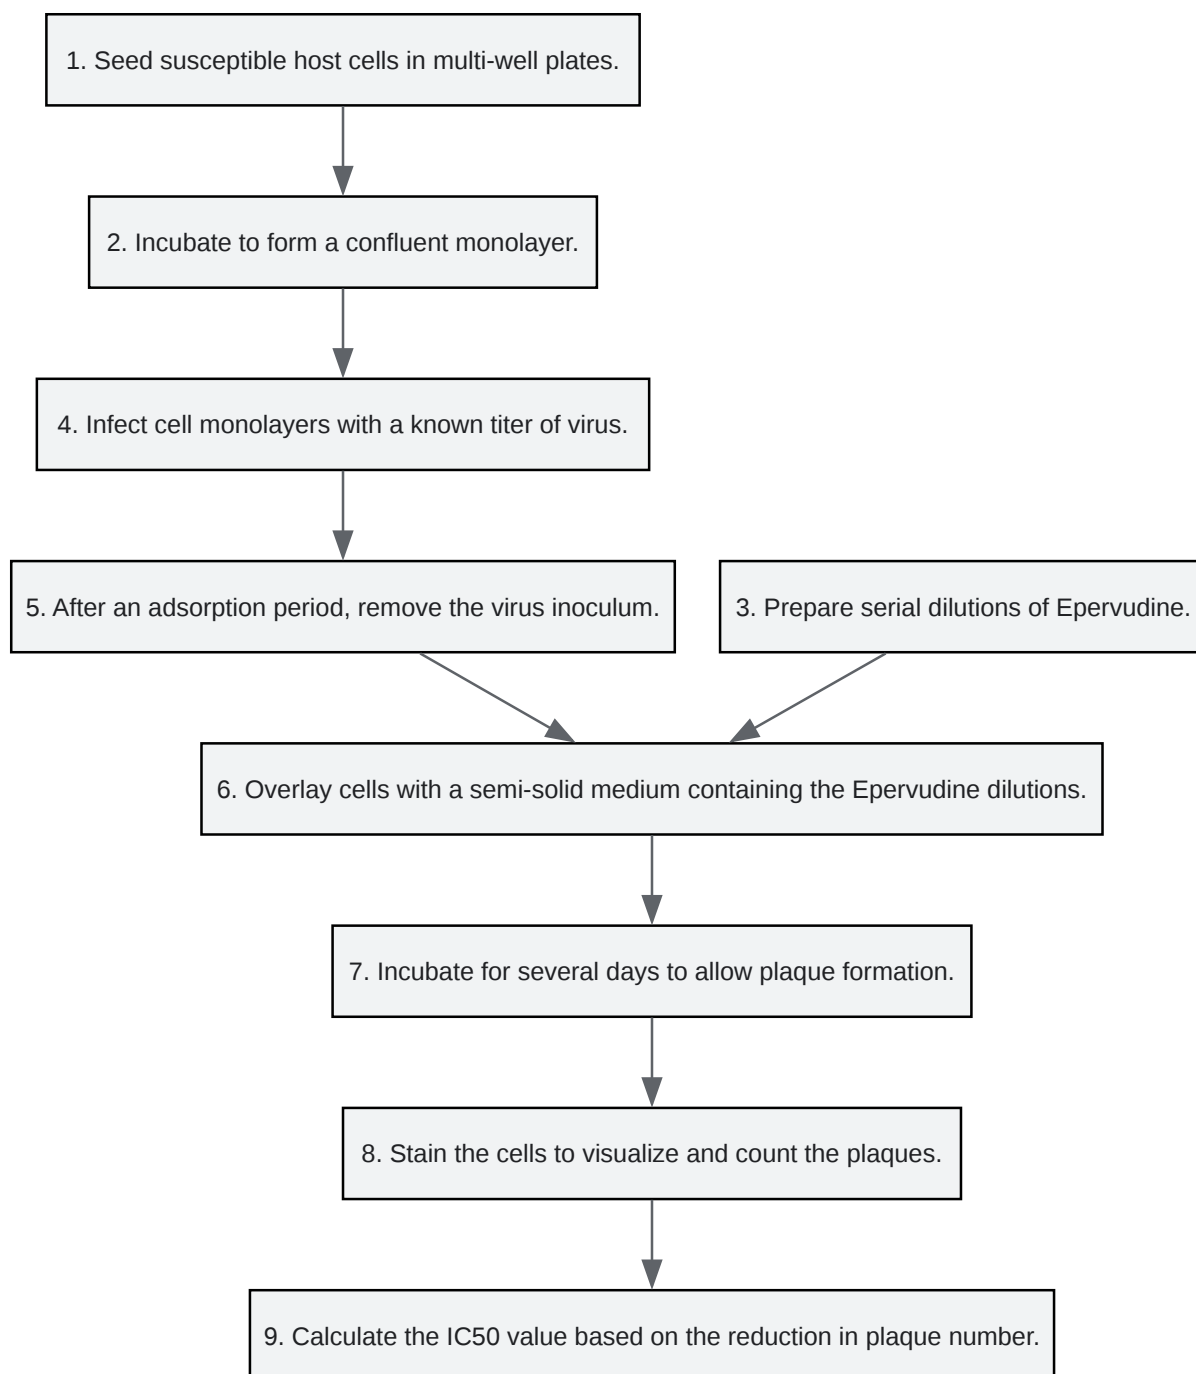 1. Seed susceptible host cells in multi-well plates.
2. Incubate to form a confluent monolayer.
4. Infect cell monolayers with a known titer of virus.
5. After an adsorption period, remove the virus inoculum.
3. Prepare serial dilutions of Epervudine.
6. Overlay cells with a semi-solid medium containing the Epervudine dilutions.
7. Incubate for several days to allow plaque formation.
8. Stain the cells to visualize and count the plaques.
9. Calculate the IC50 value based on the reduction in plaque number.